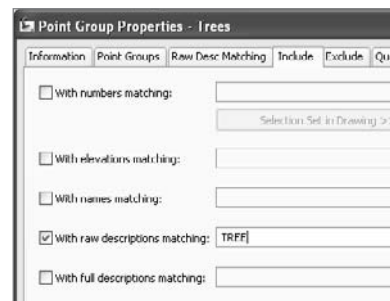 Point Group Properties - Trees
Information Point Groups Raw Desc Matching Include Exclude
With numbers matching:
Selection Set in Drawing >>
With elevations matching:
With names matching:
With raw descriptions matching: TREE
With full descriptions matching: